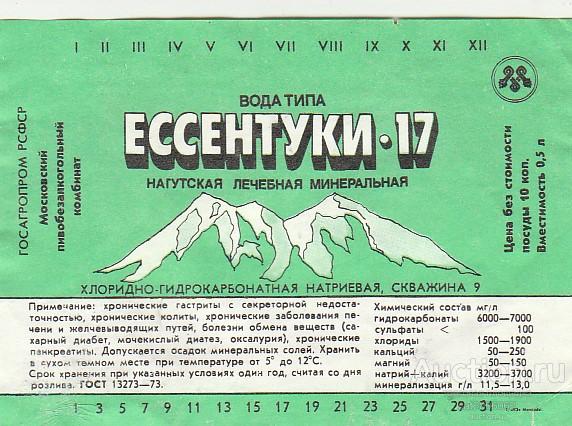 I II III IV V VI VII VIII IX X XI XII
ГОСАГРОПРОМ РСФСР
Московский
пивобезалкогольный
комбинат
ВОДА ТИПА
ЕССЕНТУКИ·17
НАГУТСКАЯ ЛЕЧЕБНАЯ МИНЕРАЛЬНАЯ
Цена без стоимости
посуды 10 коп.
Вместимость 0,5 л
ХЛОРИДНО-ГИДРОКАРБОНАТНАЯ НАТРИЕВАЯ, СКВАЖИНА 9
Примечание: хронические гастриты с секреторной недоста-
точностью, хронические колиты, хронические заболевания пе-
чени и желчевыводящих путей, болезни обмена веществ (са-
харный диабет, мочекислый диатез, оксалурия), хронические
панкреатиты. Допускается осадок минеральных солей. Хранить
в сухом темном месте при температуре от 5° до 12°С.
Срок хранения при указанных условиях один год, считая со дня
розлива. ГОСТ 13273—73.
Химический состав мг/л
гидрокарбонаты 6000—7000
сульфаты < 100
хлориды 1500—1900
кальций 50—250
магний 50—150
натрий+калий 3200—3700
минерализация г/л 11,5—13,0
1 3 5 7 9 11 13 15 17 19 21 23 25 27 29 31
Auction.ru